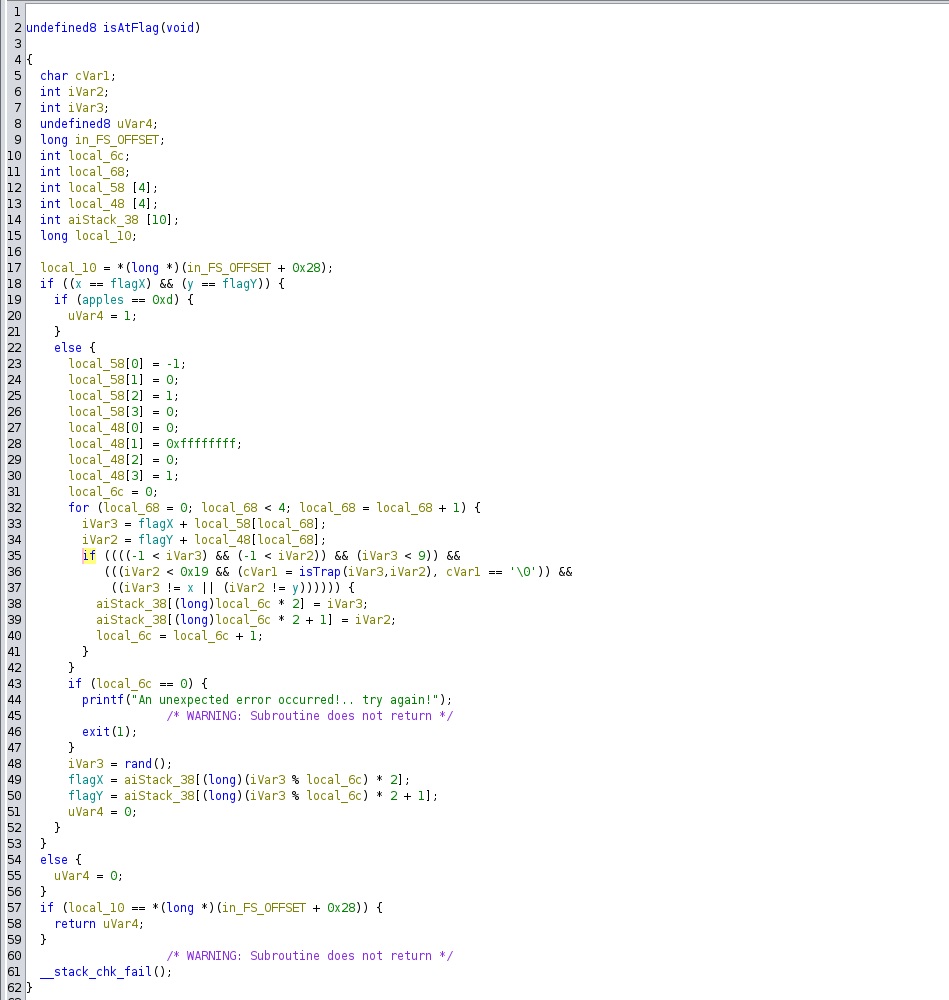 1
2 undefined8 isAtFlag(void)
3
4 {
5   char cVar1;
6   int iVar2;
7   int iVar3;
8   undefined8 uVar4;
9   long in_FS_OFFSET;
10   int local_6c;
11   int local_68;
12   int local_58 [4];
13   int local_48 [4];
14   int aiStack_38 [10];
15   long local_10;
16
17   local_10 = *(long *)(in_FS_OFFSET + 0x28);
18   if ((x == flagX) && (y == flagY)) {
19     if (apples == 0xd) {
20       uVar4 = 1;
21     }
22     else {
23       local_58[0] = -1;
24       local_58[1] = 0;
25       local_58[2] = 1;
26       local_58[3] = 0;
27       local_48[0] = 0;
28       local_48[1] = 0xffffffff;
29       local_48[2] = 0;
30       local_48[3] = 1;
31       local_6c = 0;
32       for (local_68 = 0; local_68 < 4; local_68 = local_68 + 1) {
33         iVar3 = flagX + local_58[local_68];
34         iVar2 = flagY + local_48[local_68];
35         if ((((-1 < iVar3) && (-1 < iVar2)) && (iVar3 < 9)) &&
36            (((iVar2 < 0x19 && (cVar1 = isTrap(iVar3,iVar2), cVar1 == '\0')) &&
37             ((iVar3 != x || (iVar2 != y)))))) {
38           aiStack_38[(long)local_6c * 2] = iVar3;
39           aiStack_38[(long)local_6c * 2 + 1] = iVar2;
40           local_6c = local_6c + 1;
41         }
42       }
43       if (local_6c == 0) {
44         printf("An unexpected error occurred!.. try again!");
45                     /* WARNING: Subroutine does not return */
46         exit(1);
47       }
48       iVar3 = rand();
49       flagX = aiStack_38[(long)(iVar3 % local_6c) * 2];
50       flagY = aiStack_38[(long)(iVar3 % local_6c) * 2 + 1];
51       uVar4 = 0;
52     }
53   }
54   else {
55     uVar4 = 0;
56   }
57   if (local_10 == *(long *)(in_FS_OFFSET + 0x28)) {
58     return uVar4;
59   }
60                     /* WARNING: Subroutine does not return */
61   __stack_chk_fail();
62 }